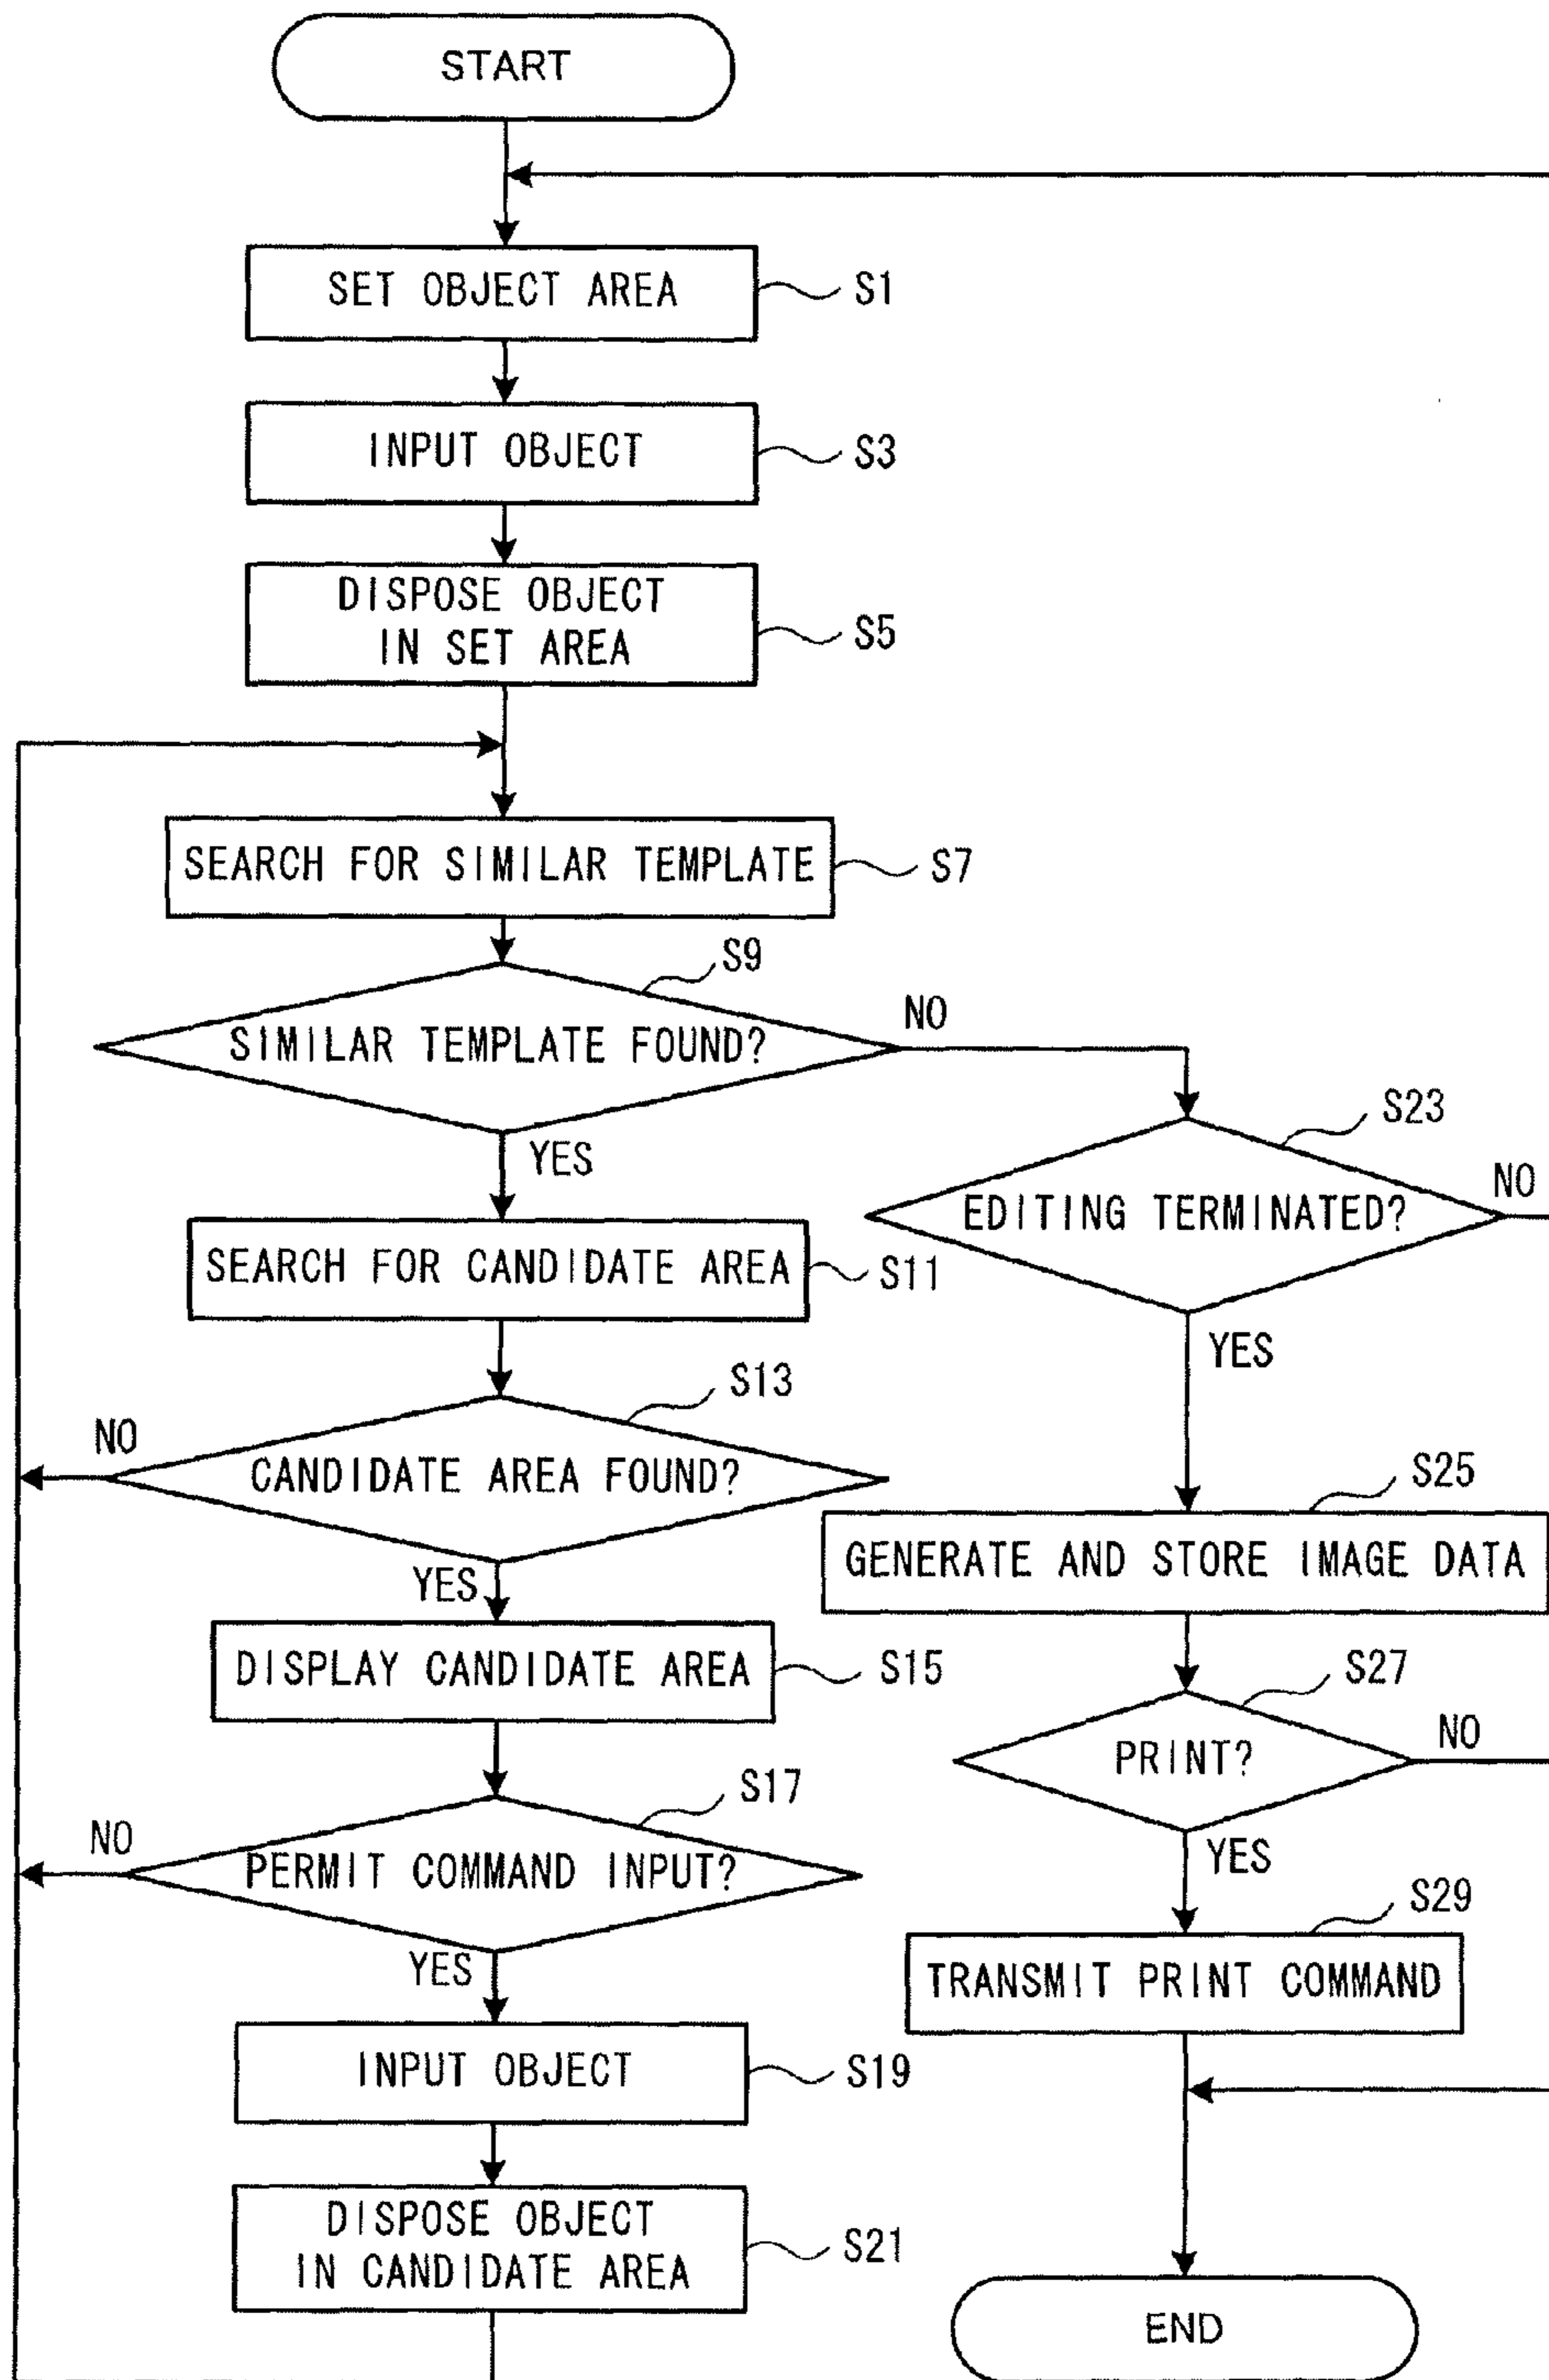 START
SET OBJECT AREA
S1
INPUT OBJECT
S3
DISPOSE OBJECT
IN SET AREA
S5
SEARCH FOR SIMILAR TEMPLATE
S7
S9
SIMILAR TEMPLATE FOUND?
NO
YES
SEARCH FOR CANDIDATE AREA
S11
S13
CANDIDATE AREA FOUND?
NO
YES
DISPLAY CANDIDATE AREA
S15
S17
PERMIT COMMAND INPUT?
NO
YES
INPUT OBJECT
S19
DISPOSE OBJECT
IN CANDIDATE AREA
S21
S23
EDITING TERMINATED?
NO
YES
S25
GENERATE AND STORE IMAGE DATA
S27
PRINT?
NO
YES
S29
TRANSMIT PRINT COMMAND
END